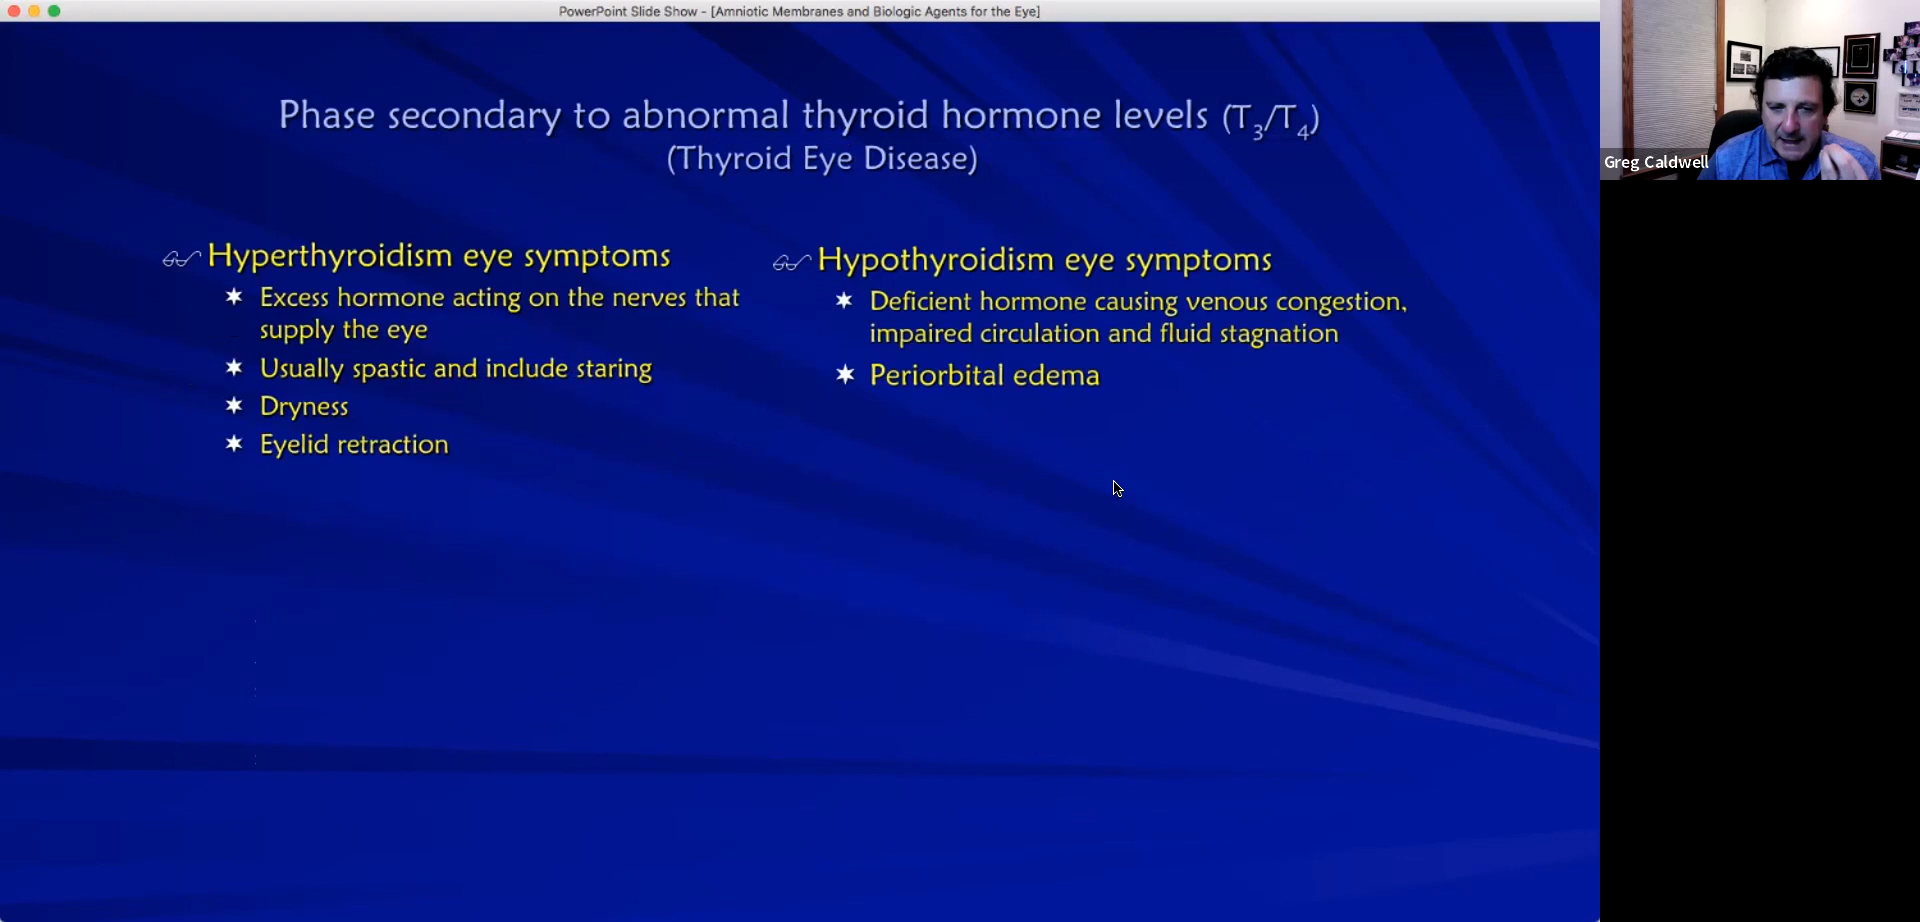 PowerPoint Slide Show - [Amniotic Membranes and Biologic Agents for the Eye]
Phase secondary to abnormal thyroid hormone levels (T3/T4)
(Thyroid Eye Disease)
Hyperthyroidism eye symptoms
Excess hormone acting on the nerves that
supply the eye
Usually spastic and include staring
Dryness
Eyelid retraction
Hypothyroidism eye symptoms
Deficient hormone causing venous congestion,
impaired circulation and fluid stagnation
Periorbital edema
Greg Caldwell